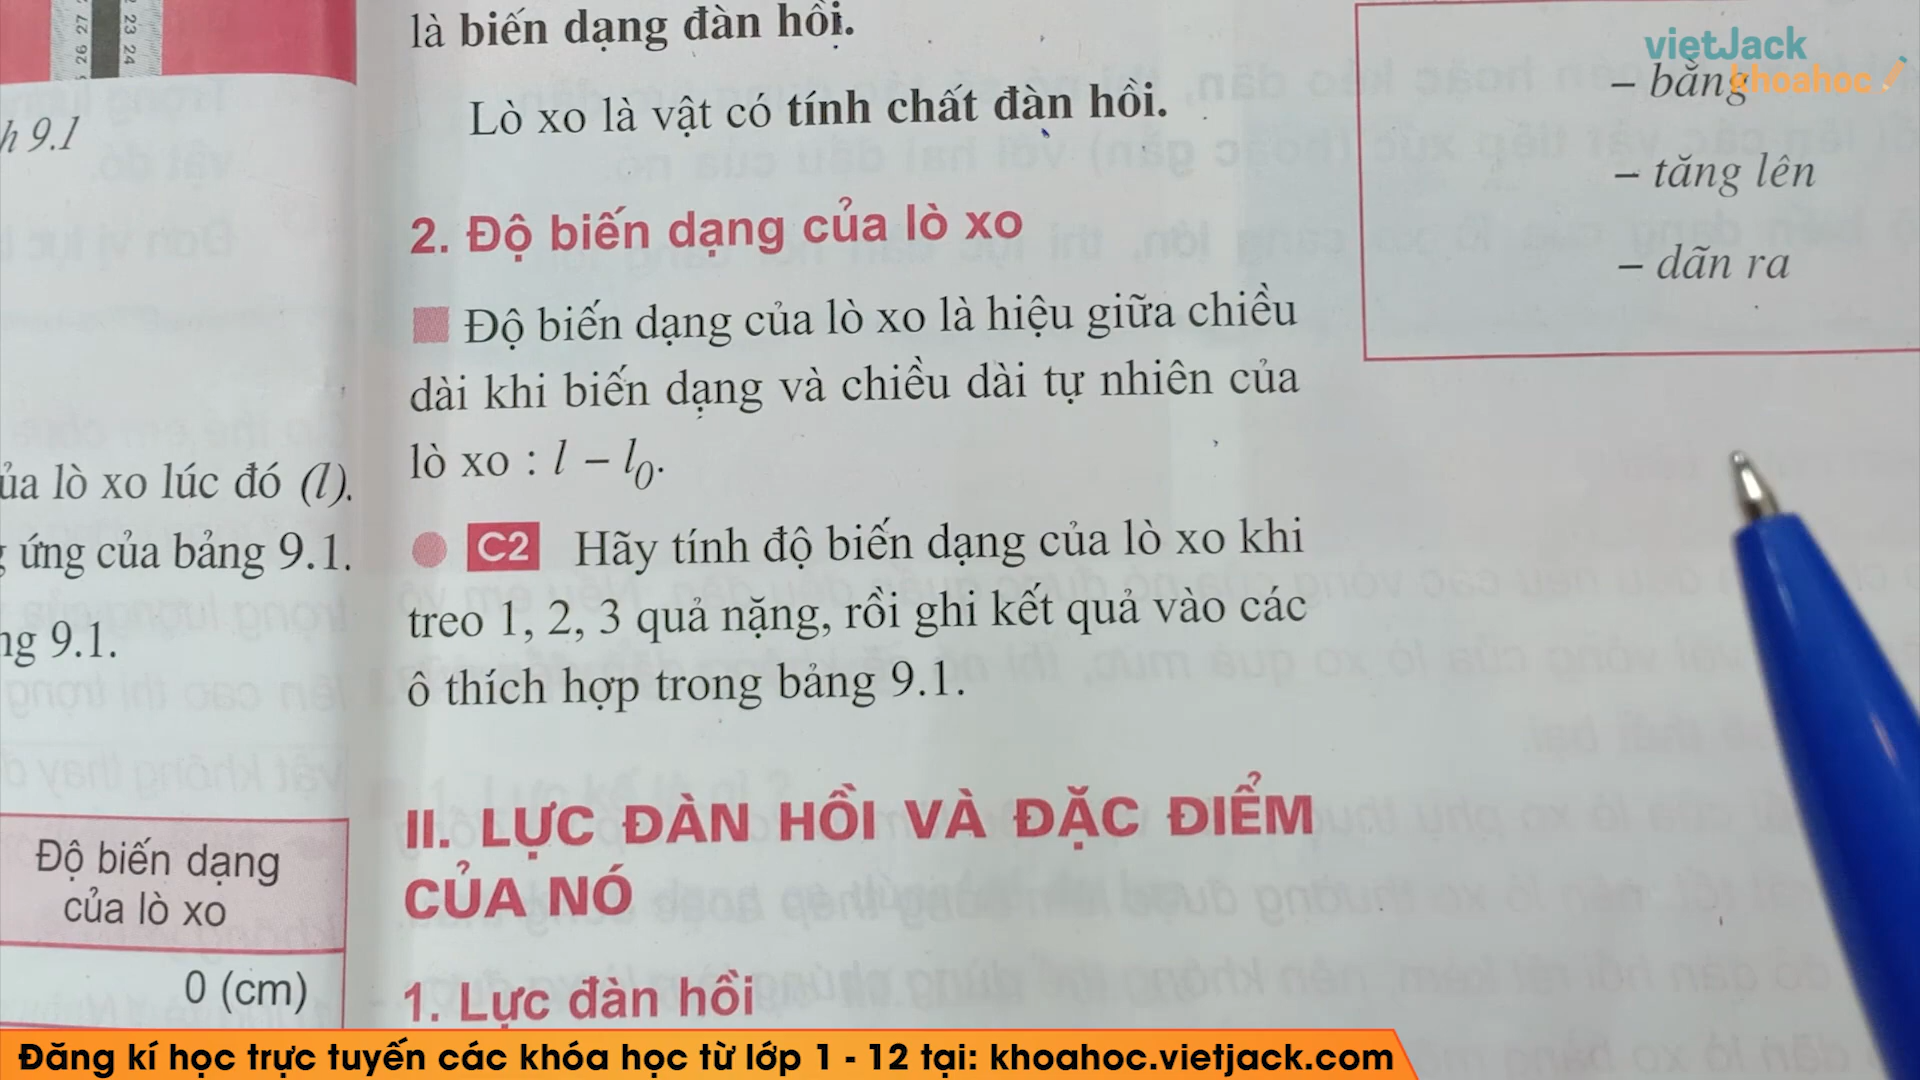 26 27
23 24
h 9.1
ủa lò xo lúc đó (l).
ứng của bảng 9.1.
ng 9.1.
Độ biến dạng
của lò xo
0 (cm)
là biến dạng đàn hồi.
Lò xo là vật có tính chất đàn hồi.
2. Độ biến dạng của lò xo
Độ biến dạng của lò xo là hiệu giữa chiều
dài khi biến dạng và chiều dài tự nhiên của
lò xo : l – l0.
C2 Hãy tính độ biến dạng của lò xo khi
treo 1, 2, 3 quả nặng, rồi ghi kết quả vào các
ô thích hợp trong bảng 9.1.
II. LỰC ĐÀN HỒI VÀ ĐẶC ĐIỂM
CỦA NÓ
1. Lực đàn hồi
vietJack
khoahoc
– bằng
– tăng lên
– dãn ra
Đăng kí học trực tuyến các khóa học từ lớp 1 - 12 tại: khoahoc.vietjack.com